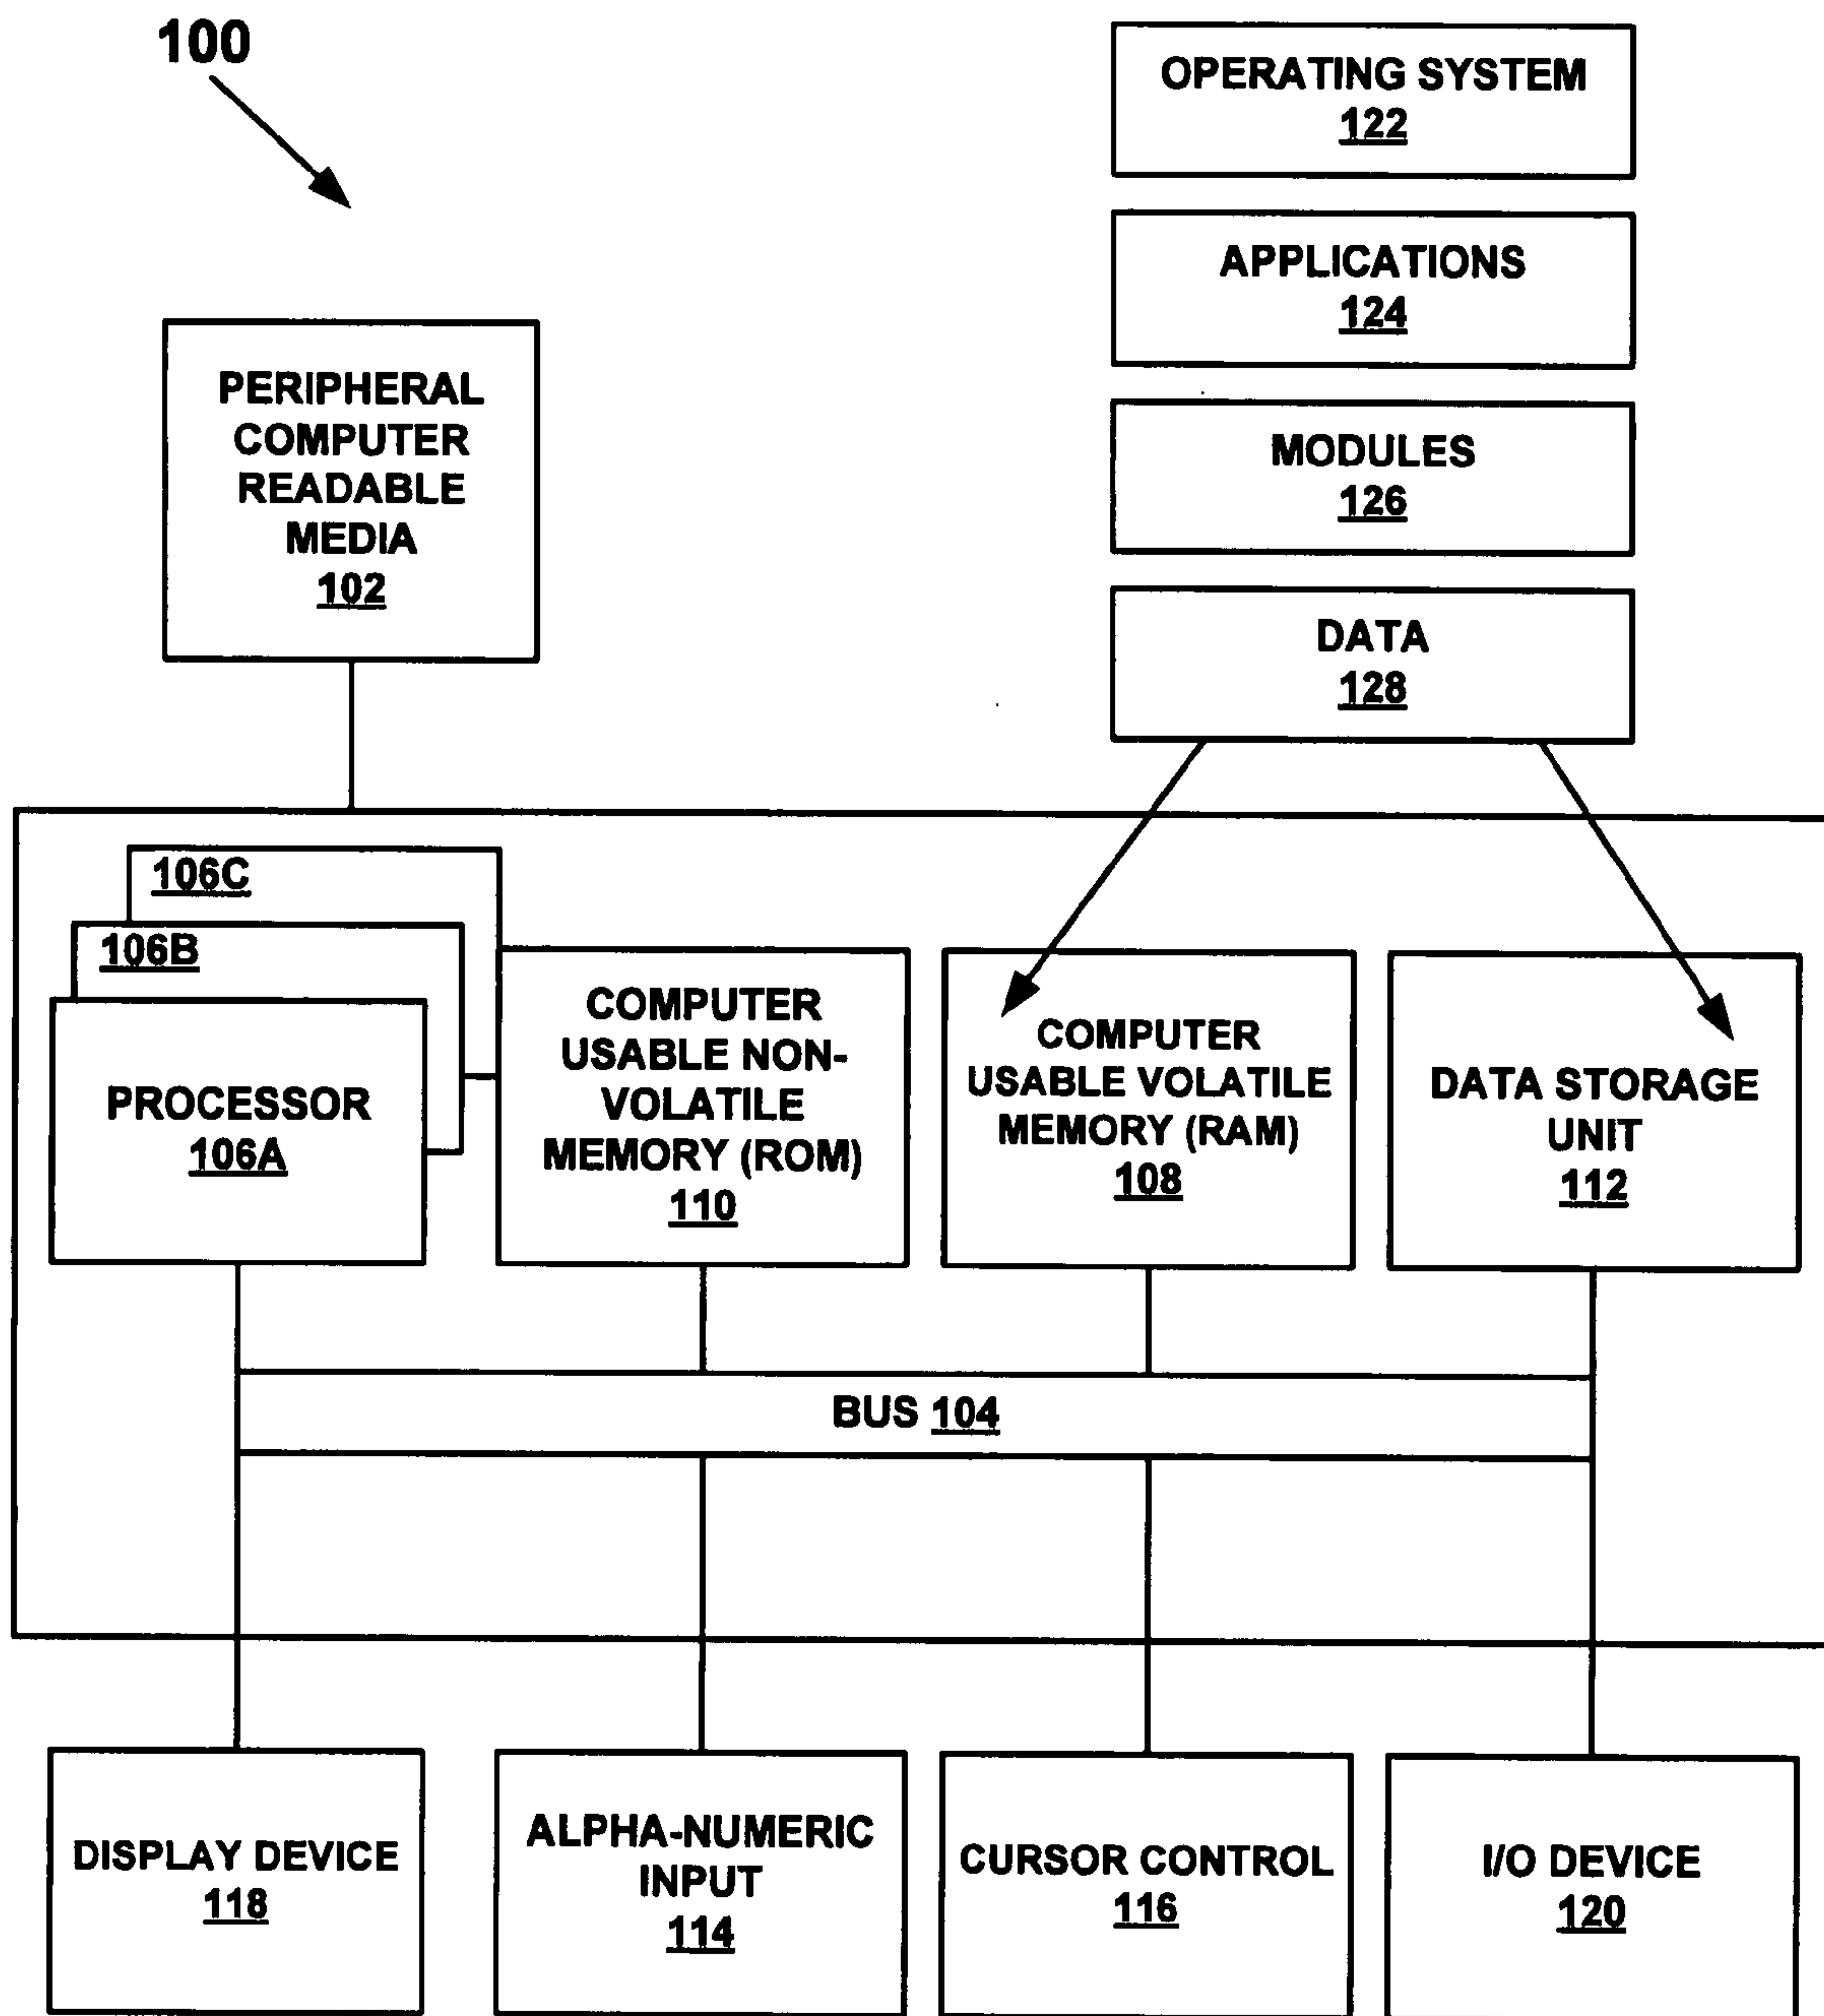 100
OPERATING SYSTEM
122
APPLICATIONS
124
MODULES
126
DATA
128
PERIPHERAL
COMPUTER
READABLE
MEDIA
102
106C
106B
PROCESSOR
106A
COMPUTER
USABLE NON-
VOLATILE
MEMORY (ROM)
110
COMPUTER
USABLE VOLATILE
MEMORY (RAM)
108
DATA STORAGE
UNIT
112
BUS 104
DISPLAY DEVICE
118
ALPHA-NUMERIC
INPUT
114
CURSOR CONTROL
116
I/O DEVICE
120